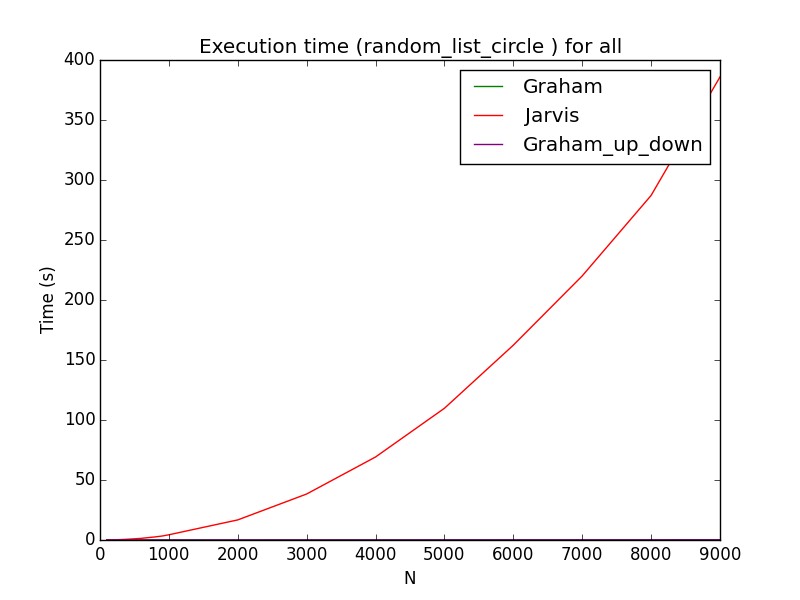 Execution time (random_list_circle ) for all
400
350
300
250
200
150
100
50
0
Time (s)
Graham
Jarvis
Graham_up_down
0 1000 2000 3000 4000 5000 6000 7000 8000 9000
N